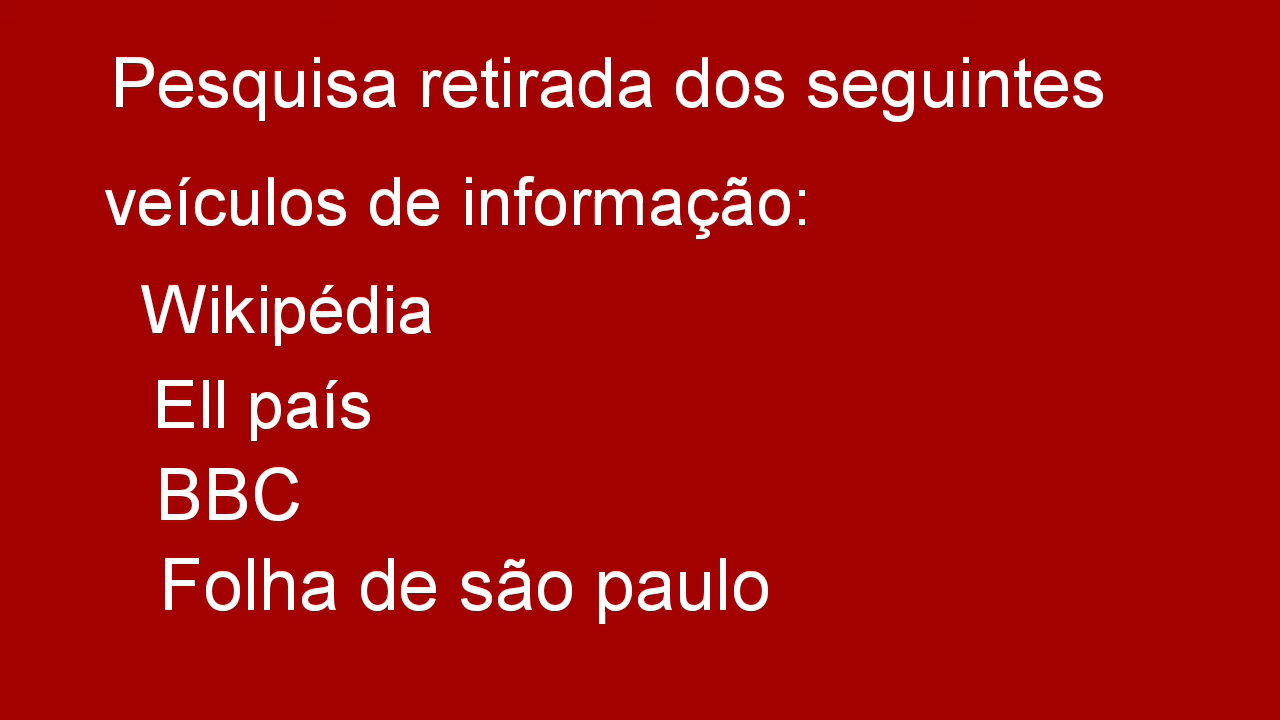 Pesquisa retirada dos seguintes
veículos de informação:
Wikipédia
Ell país
BBC
Folha de são paulo